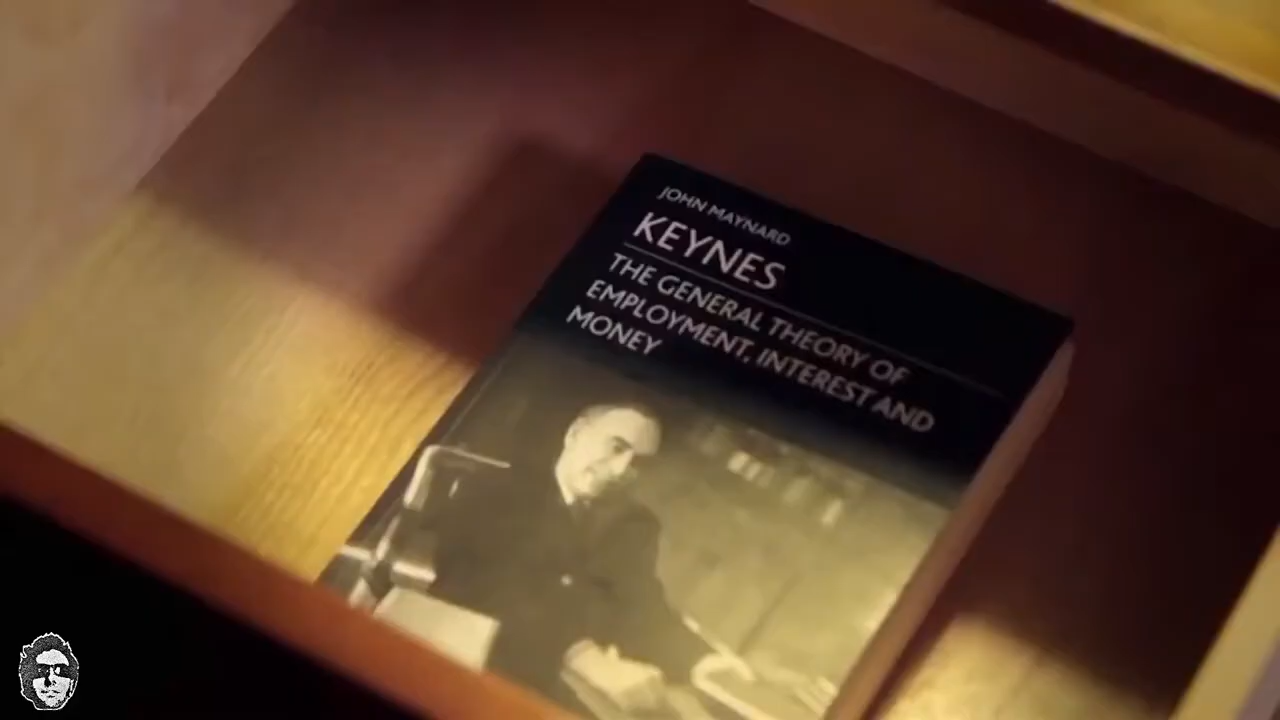 JOHN MAYNARD
KEYNES
THE GENERAL THEORY OF
EMPLOYMENT, INTEREST AND
MONEY